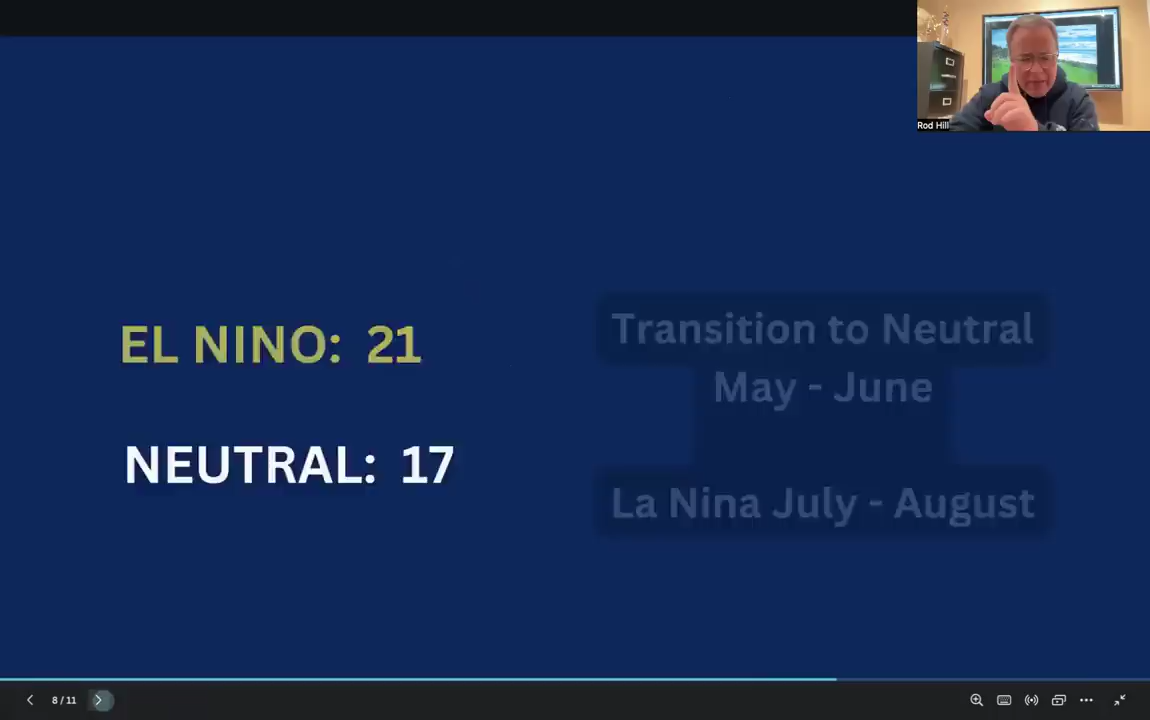 Rod Hill
EL NINO: 21
NEUTRAL: 17
Transition to Neutral
May - June
La Nina July - August
8 / 11